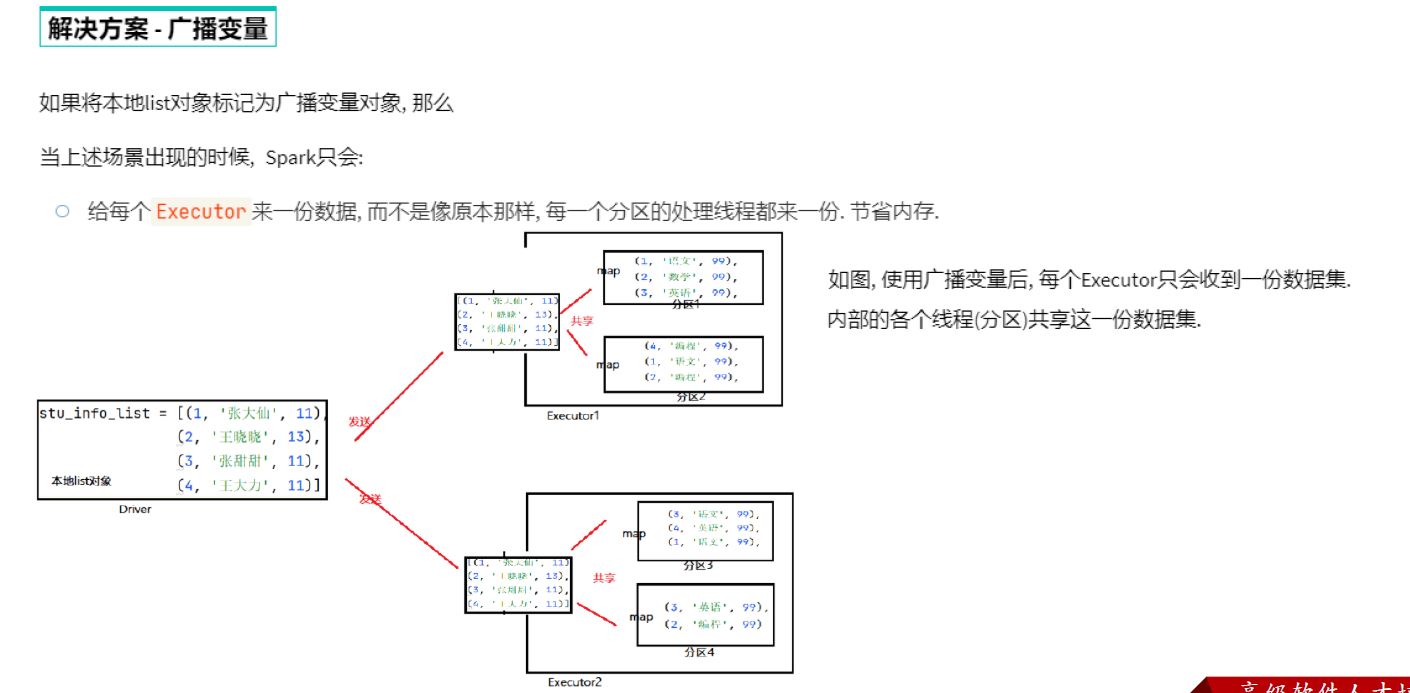 解决方案 - 广播变量
如果将本地list对象标记为广播变量对象, 那么
当上述场景出现的时候, Spark只会:
给每个 Executor 来一份数据, 而不是像原本那样, 每一个分区的处理线程都来一份. 节省内存.
如图, 使用广播变量后, 每个Executor只会收到一份数据集.
内部的各个线程(分区)共享这一份数据集.
stu_info_list = [(1, '张大仙', 11),
(2, '王晓晓', 13),
(3, '张甜甜', 11),
(4, '王大力', 11)]
本地list对象
Driver
发送
发送
[(1, '张大仙', 11)
(2, '王晓晓', 13),
(3, '张甜甜', 11),
(4, '王大力', 11)]
共享
map
(1, '语文', 99),
(2, '数学', 99),
(3, '英语', 99),
分区1
map
(4, '编程', 99),
(1, '语文', 99),
(2, '编程', 99),
分区2
Executor1
[(1, '张大仙', 11)
(2, '王晓晓', 13),
(3, '张甜甜', 11),
(4, '王大力', 11)]
共享
map
(3, '语文', 99),
(4, '英语', 99),
(1, '语文', 99),
分区3
map
(3, '英语', 99),
(2, '编程', 99)
分区4
Executor2
高级软件人才培